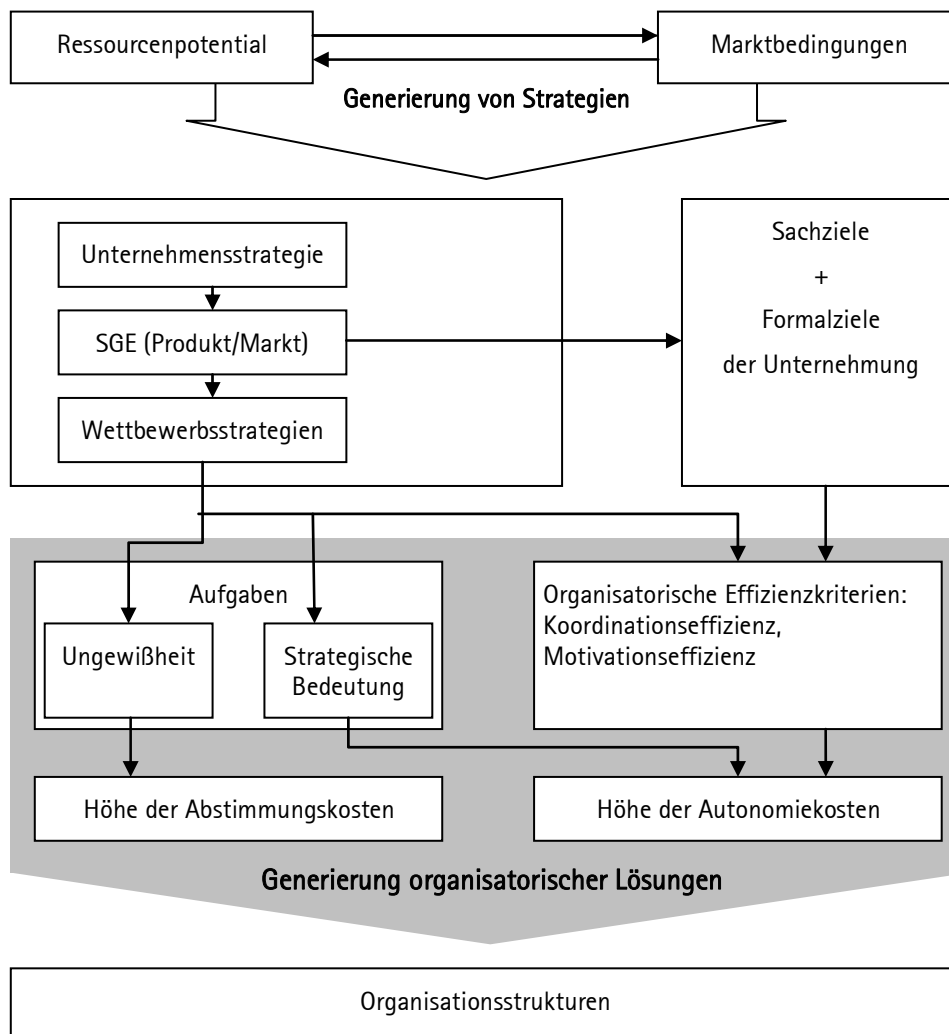 Ressourcenpotential
Marktbedingungen
Generierung von Strategien
Unternehmensstrategie
SGE (Produkt/Markt)
Wettbewerbsstrategien
Sachziele
+
Formalziele
der Unternehmung
Aufgaben
Ungewißheit
Strategische
Bedeutung
Organisatorische Effizienzkriterien:
Koordinationseffizienz,
Motivationseffizienz
Höhe der Abstimmungskosten
Höhe der Autonomiekosten
Generierung organisatorischer Lösungen
Organisationsstrukturen